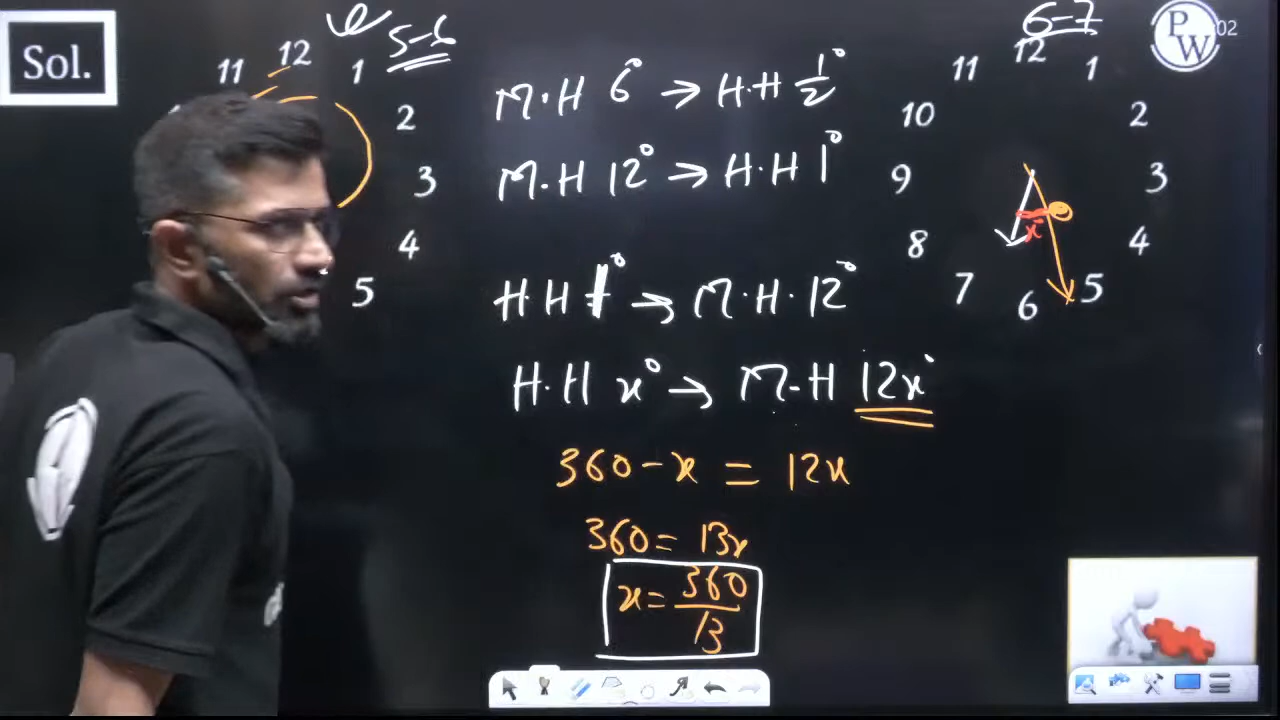 Sol.
5-6
12
11
1
2
3
4
5
M.H 6° → H.H 1/2°
M.H 12° → H.H 1°
H.H 1° → M.H. 12°
H.H x° → M-H 12x°
360 - x = 12x
360 = 13x
x = 360/13
6-7
12
11
1
10
2
9
3
8
4
7
5
6
x°
P
W
02